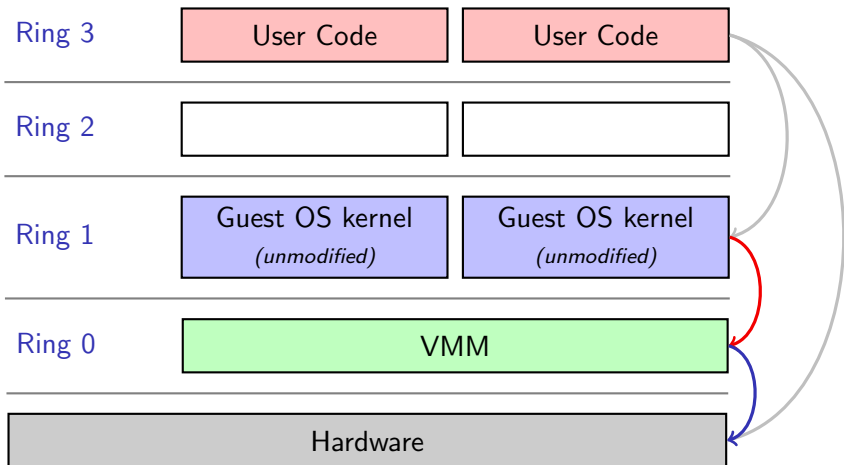 Ring 3
User Code
User Code
Ring 2
Ring 1
Guest OS kernel
(unmodified)
Guest OS kernel
(unmodified)
Ring 0
VMM
Hardware